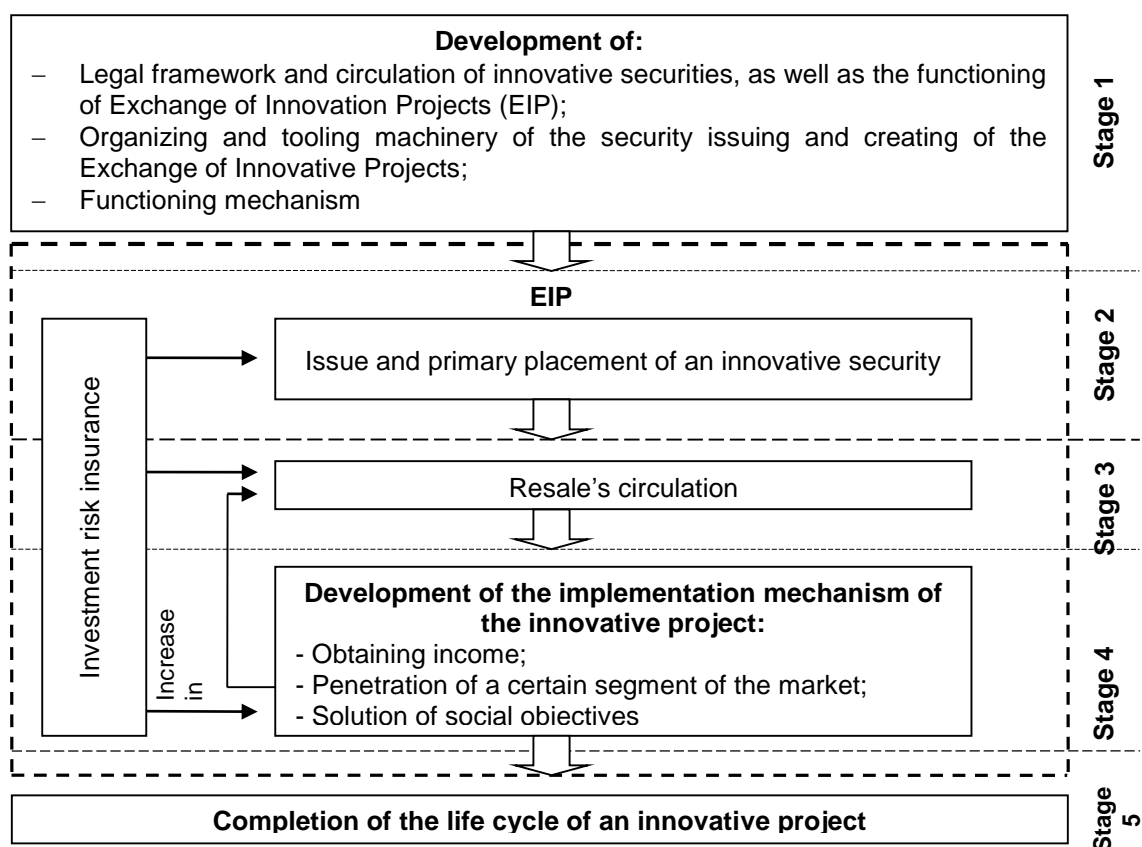 Development of:
– Legal framework and circulation of innovative securities, as well as the functioning
of Exchange of Innovation Projects (EIP);
– Organizing and tooling machinery of the security issuing and creating of the
Exchange of Innovative Projects;
– Functioning mechanism
Stage 1
EIP
Issue and primary placement of an innovative security
Stage 2
Investment risk insurance
Resale’s circulation
Stage 3
Increase
in
Development of the implementation mechanism of
the innovative project:
- Obtaining income;
- Penetration of a certain segment of the market;
- Solution of social objectives
Stage 4
Completion of the life cycle of an innovative project
Stage
5